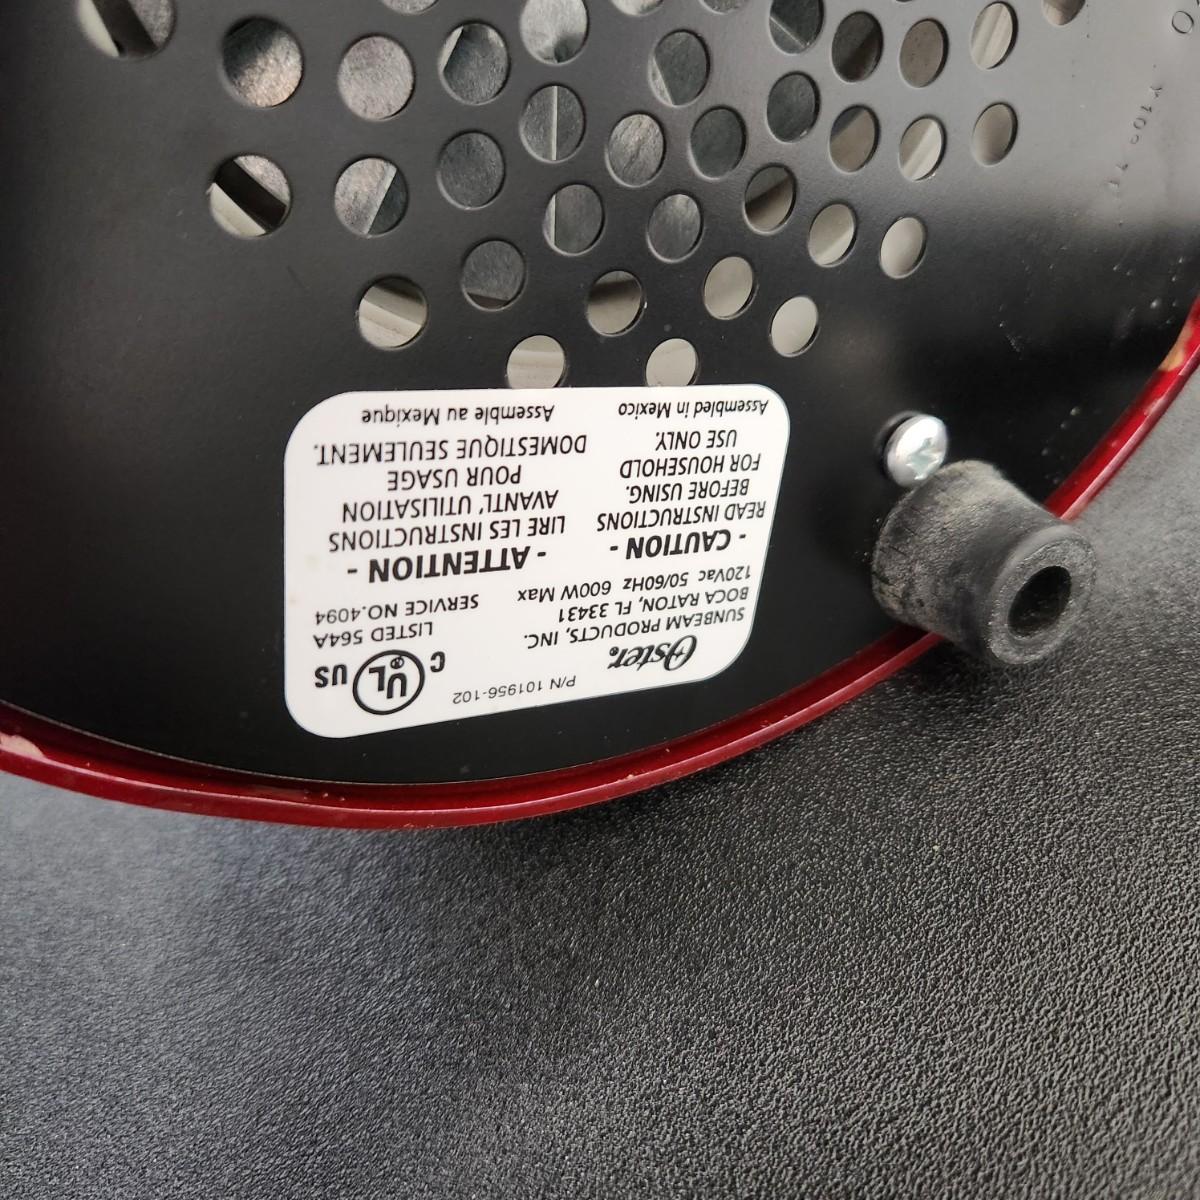 P/N 101956-102
Oster®
SUNBEAM PRODUCTS, INC.
BOCA RATON, FL 33431
120Vac 50/60Hz 600W Max
C UL US
LISTED 564A
SERVICE NO.4094
- CAUTION -
READ INSTRUCTIONS
BEFORE USING.
FOR HOUSEHOLD
USE ONLY.
Assembled in Mexico
- ATTENTION -
LIRE LES INSTRUCTIONS
AVANTL' UTILISATION
POUR USAGE
DOMESTIQUE SEULEMENT.
Assemble au Mexique